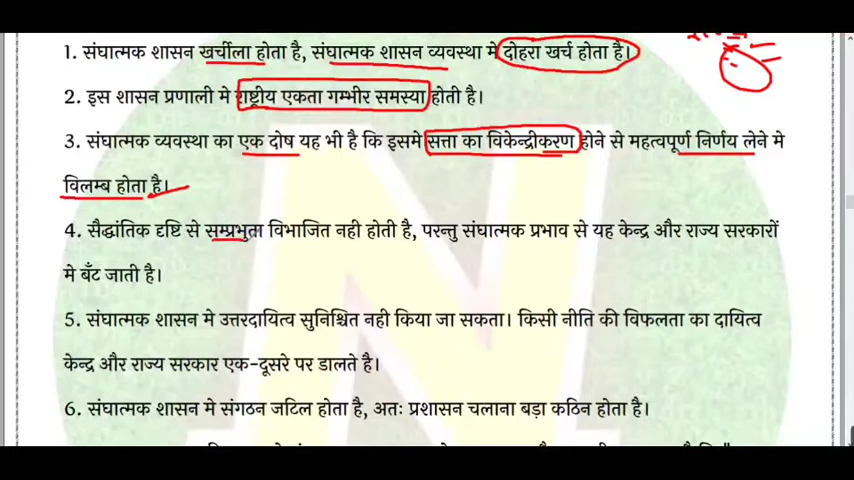 1. संघात्मक शासन खर्चीला होता है, संघात्मक शासन व्यवस्था मे दोहरा खर्च होता है।
2. इस शासन प्रणाली मे राष्ट्रीय एकता गम्भीर समस्या होती है।
3. संघात्मक व्यवस्था का एक दोष यह भी है कि इसमे सत्ता का विकेन्द्रीकरण होने से महत्वपूर्ण निर्णय लेने मे
विलम्ब होता है।
4. सैद्धांतिक दृष्टि से सम्प्रभुता विभाजित नही होती है, परन्तु संघात्मक प्रभाव से यह केन्द्र और राज्य सरकारों
मे बँट जाती है।
5. संघात्मक शासन मे उत्तरदायित्व सुनिश्चित नही किया जा सकता। किसी नीति की विफलता का दायित्व
केन्द्र और राज्य सरकार एक-दूसरे पर डालते है।
6. संघात्मक शासन मे संगठन जटिल होता है, अतः प्रशासन चलाना बड़ा कठिन होता है।